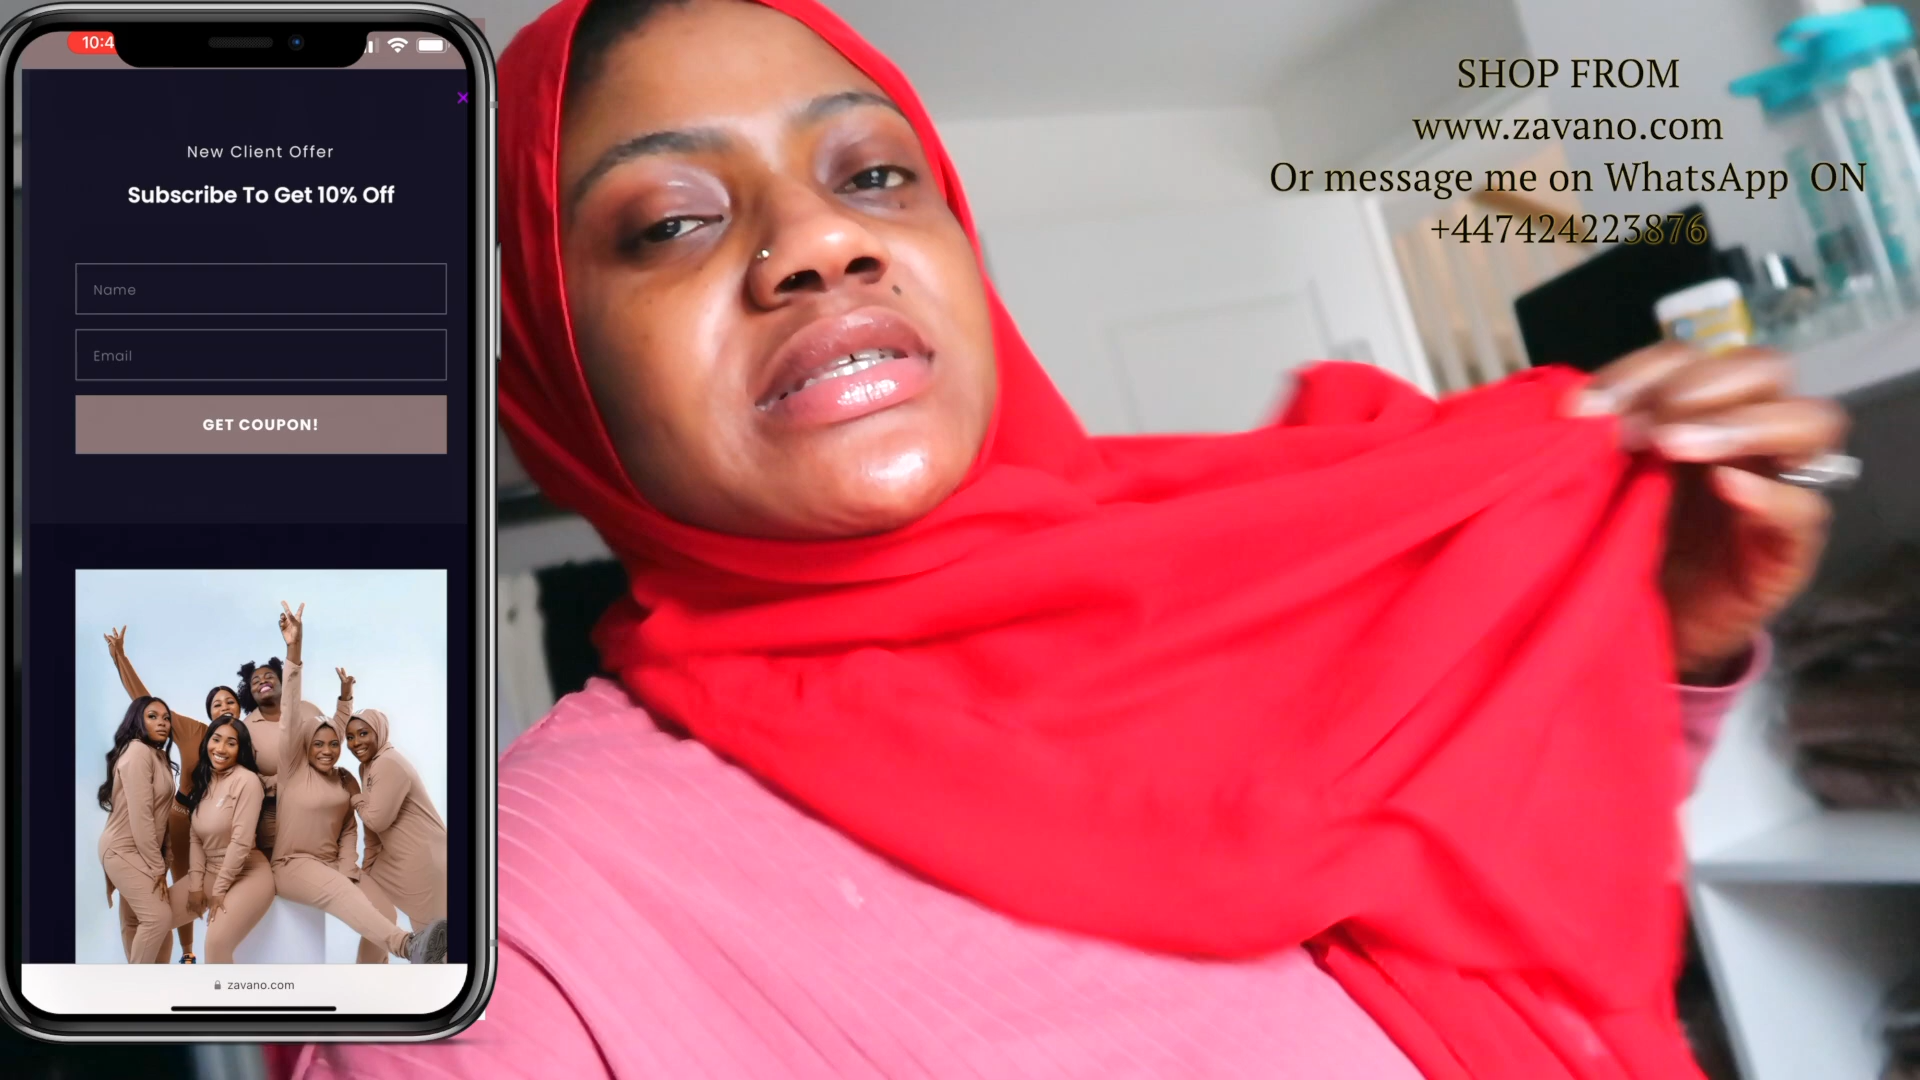 10:4
New Client Offer
Subscribe To Get 10% Off
Name
Email
GET COUPON!
zavano.com
SHOP FROM
www.zavano.com
Or message me on WhatsApp ON
+447424223876